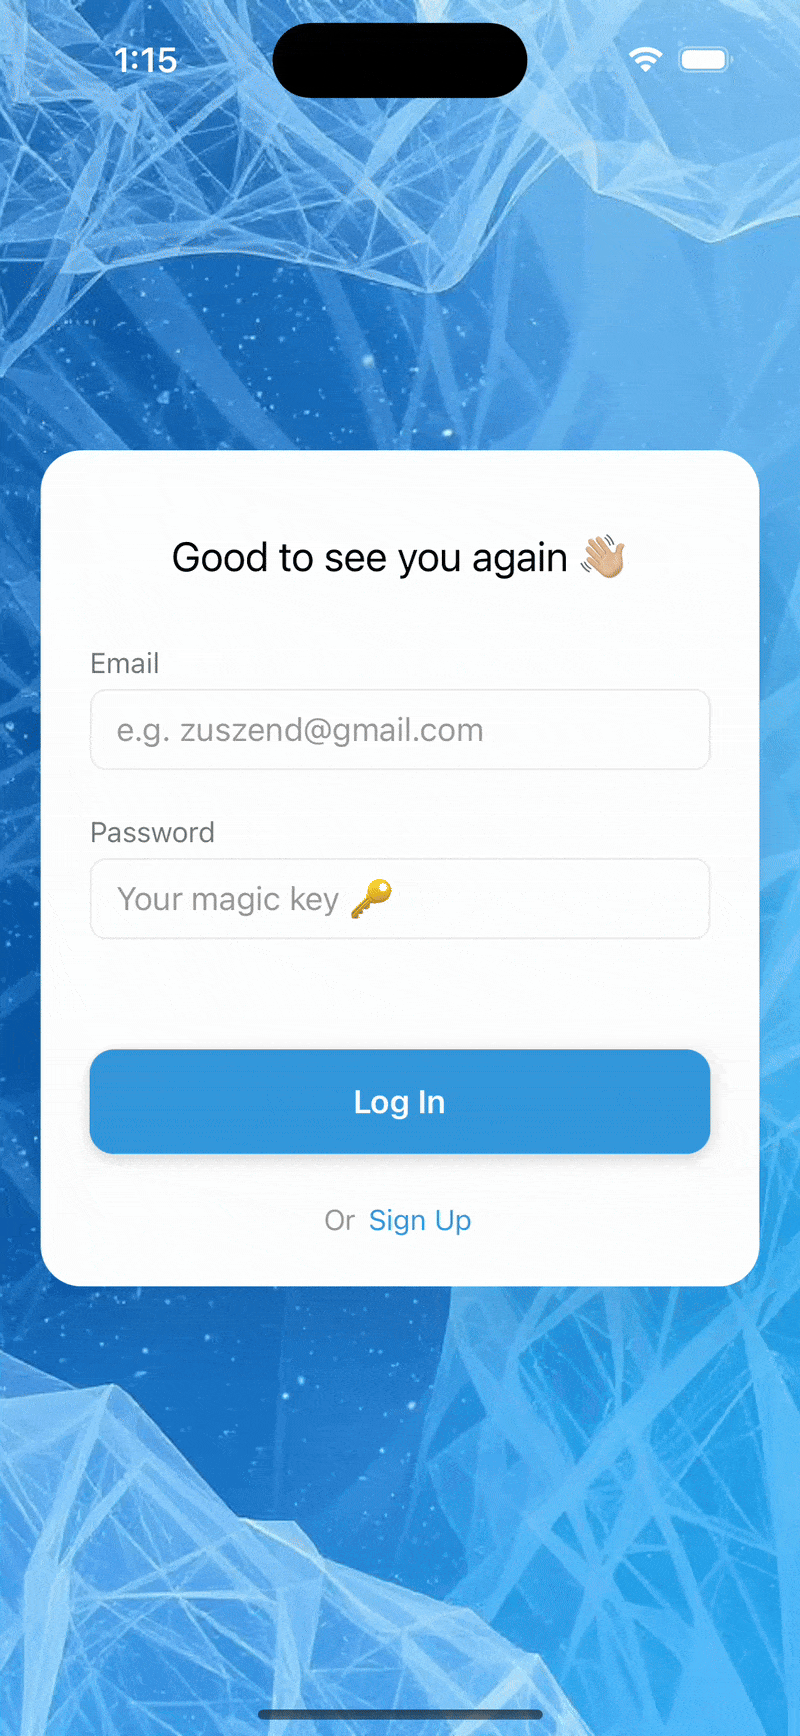 1:15
Good to see you again 👋🏼
Email
e.g. zuszend@gmail.com
Password
Your magic key 🔑
Log In
Or Sign Up